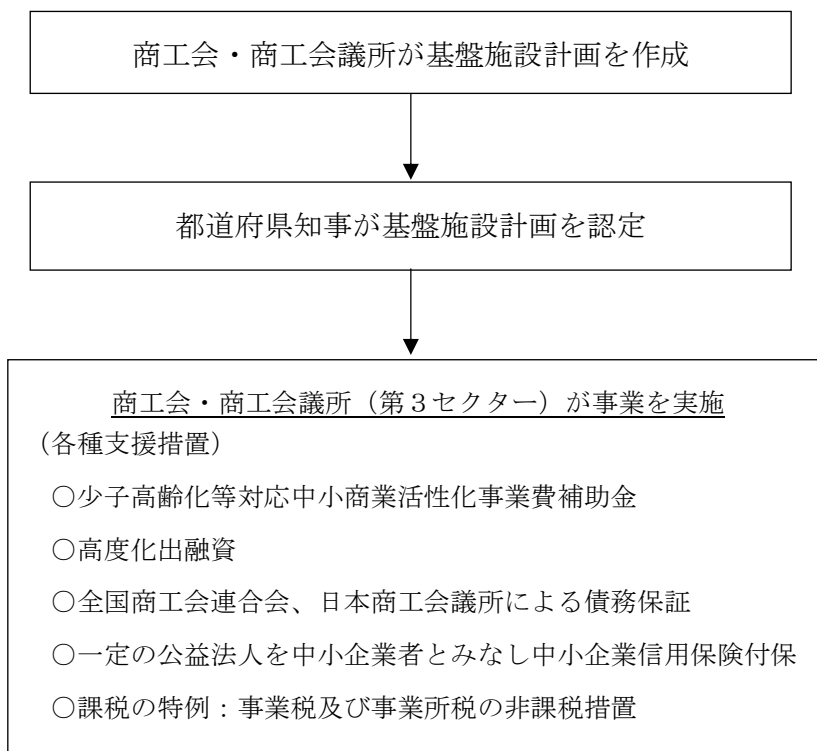 商工会・商工会議所が基盤施設計画を作成
都道府県知事が基盤施設計画を認定
商工会・商工会議所（第３セクター）が事業を実施
（各種支援措置）
○少子高齢化等対応中小商業活性化事業費補助金
○高度化出融資
○全国商工会連合会、日本商工会議所による債務保証
○一定の公益法人を中小企業者とみなし中小企業信用保険付保
○課税の特例：事業税及び事業所税の非課税措置